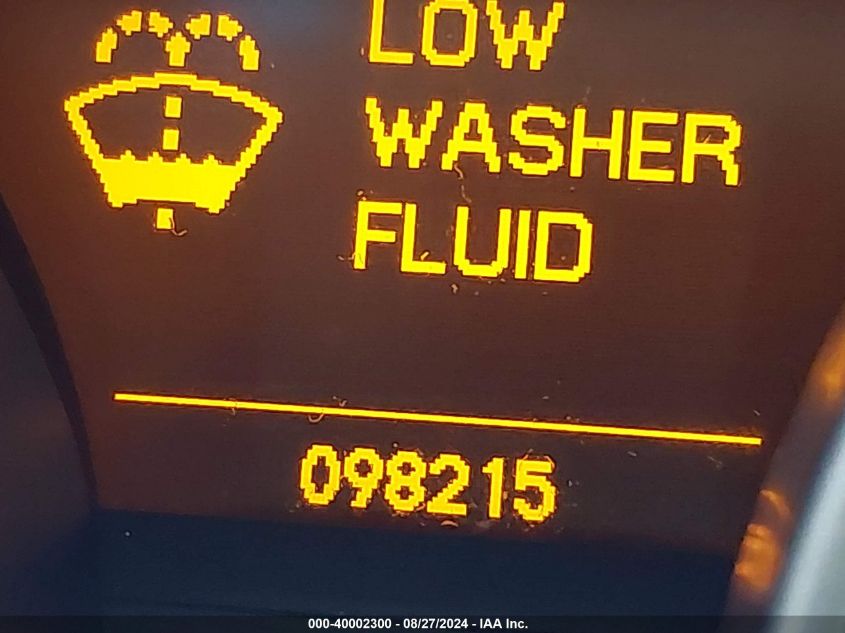 LOW
WASHER
FLUID
098215
000-40002300 - 08/27/2024 - IAA Inc.